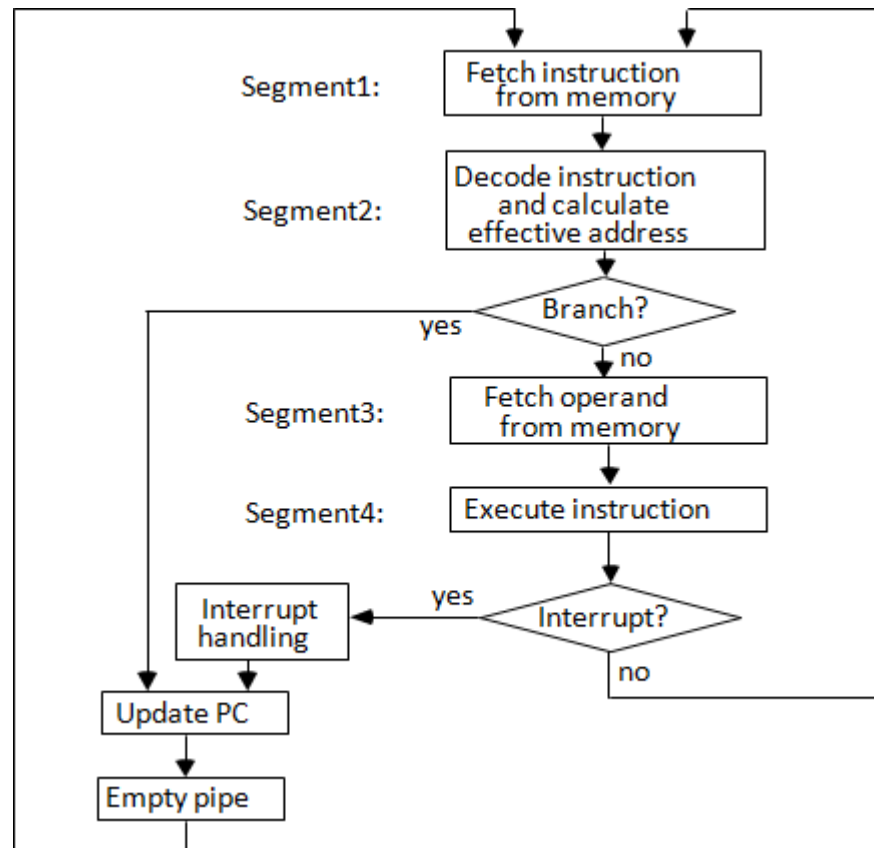 Segment1:
Fetch instruction
from memory
Segment2:
Decode instruction
and calculate
effective address
Branch?
yes
no
Segment3:
Fetch operand
from memory
Segment4:
Execute instruction
Interrupt
handling
yes
Interrupt?
no
Update PC
Empty pipe